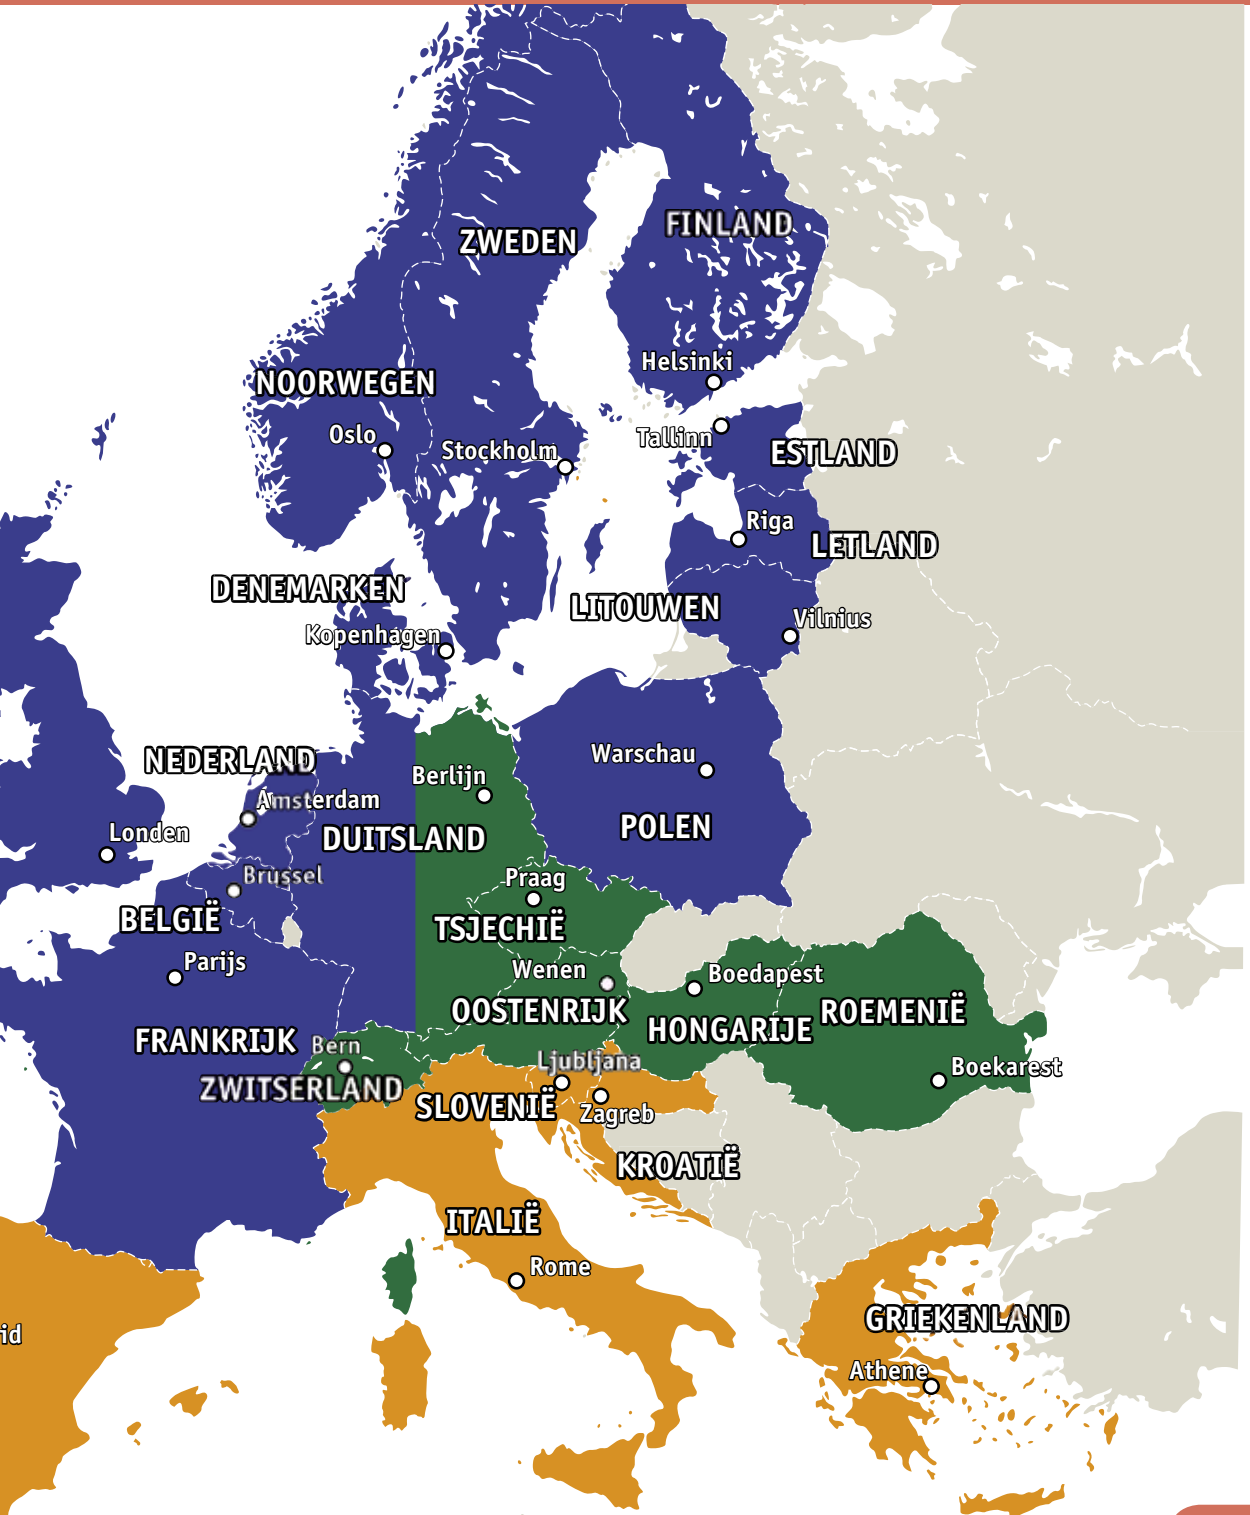 FINLAND
ZWEDEN
Helsinki
NOORWEGEN
Oslo
Stockholm
Tallinn
ESTLAND
Riga
LETLAND
DENEMARKEN
LITOUWEN
Vilnius
Kopenhagen
NEDERLAND
Warschau
Berlijn
Amsterdam
POLEN
Londen
DUITSLAND
Brussel
Praag
BELGIË
TSJECHIË
Parijs
Wenen
Boedapest
OOSTENRIJK
HONGARIJE
ROEMENIË
FRANKRIJK
Bern
Ljubljana
Boekarest
ZWITSERLAND
SLOVENIË
Zagreb
KROATIË
ITALIË
Rome
GRIEKENLAND
id
Athene